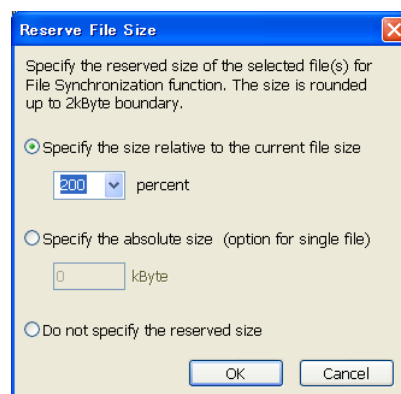 Reserve File Size
Specify the reserved size of the selected file(s) for
File Synchronization function. The size is rounded
up to 2kByte boundary.
Specify the size relative to the current file size
200 percent
Specify the absolute size (option for single file)
0 kByte
Do not specify the reserved size
OK Cancel